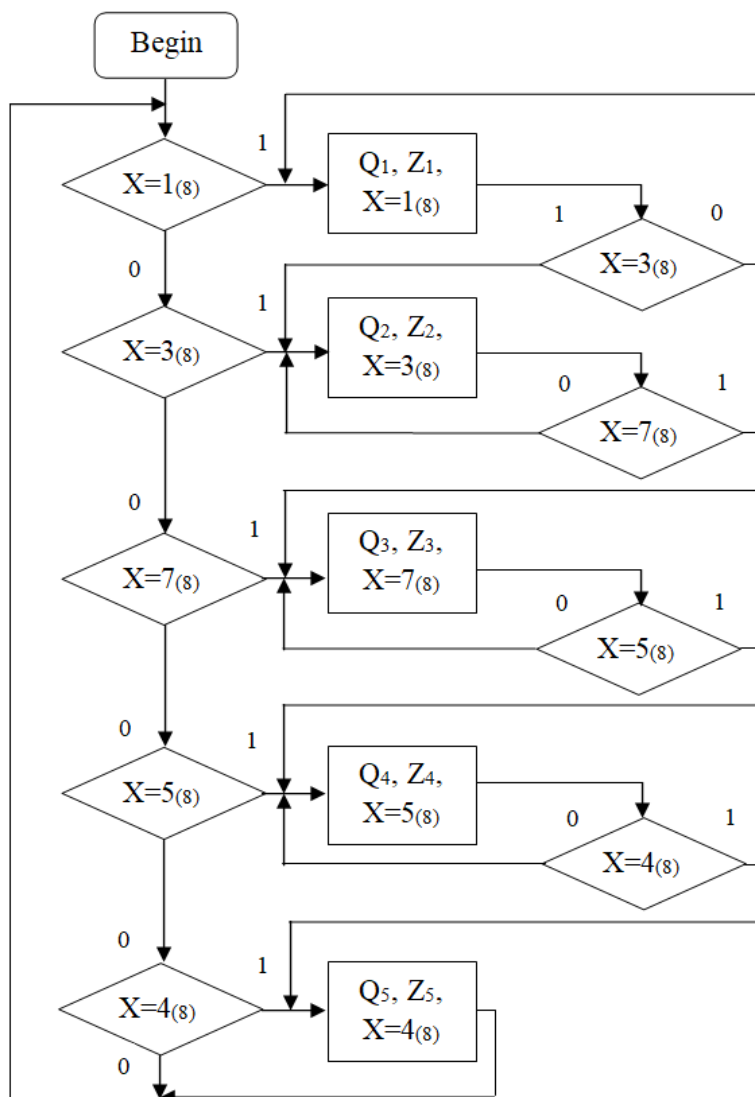 Begin
1
X=1(8)
Q1, Z1,
X=1(8)
1
0
X=3(8)
0
1
X=3(8)
Q2, Z2,
X=3(8)
0
1
X=7(8)
0
1
X=7(8)
Q3, Z3,
X=7(8)
0
1
X=5(8)
0
1
X=5(8)
Q4, Z4,
X=5(8)
0
1
X=4(8)
0
1
X=4(8)
Q5, Z5,
X=4(8)
0